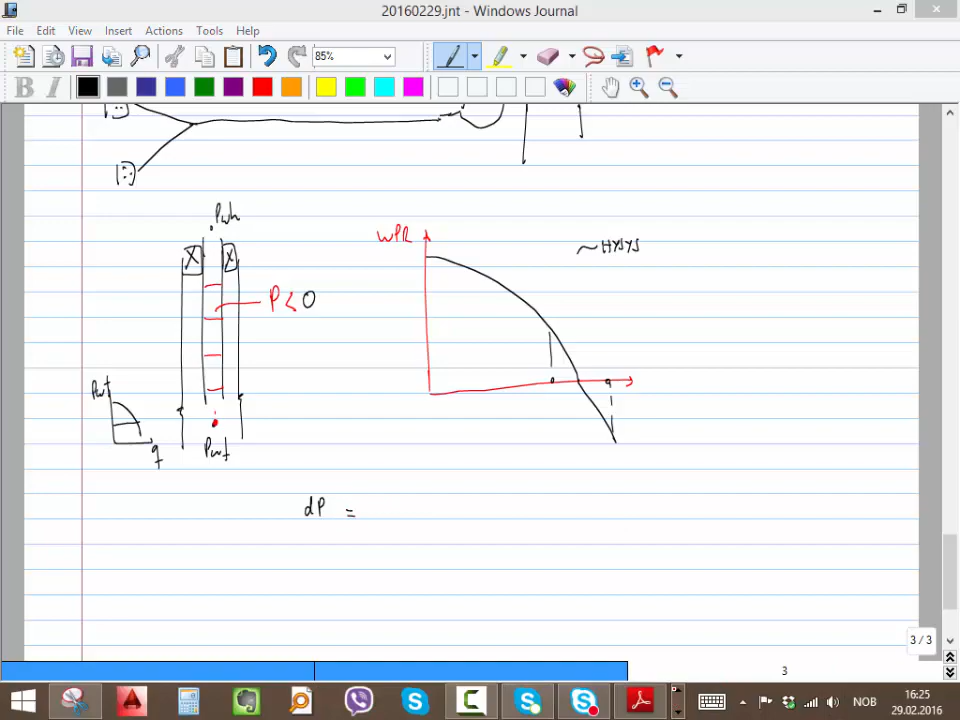 20160229.jnt - Windows Journal
File Edit View Insert Actions Tools Help
85%
B I
Pwh
WPR
~HYSYS
X X
P < 0
Pwf
q
Pwf
dP =
3 / 3
3
NOB
16:25
29.02.2016